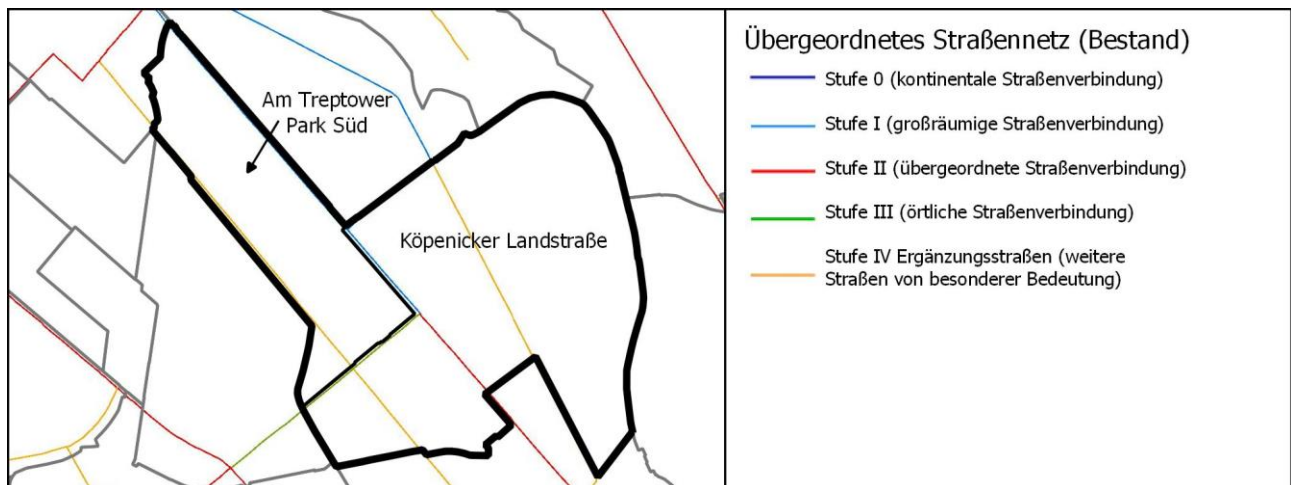 Am Treptower
Park Süd
Köpenicker Landstraße
Übergeordnetes Straßennetz (Bestand)
Stufe 0 (kontinentale Straßenverbindung)
Stufe I (großräumige Straßenverbindung)
Stufe II (übergeordnete Straßenverbindung)
Stufe III (örtliche Straßenverbindung)
Stufe IV Ergänzungsstraßen (weitere
Straßen von besonderer Bedeutung)